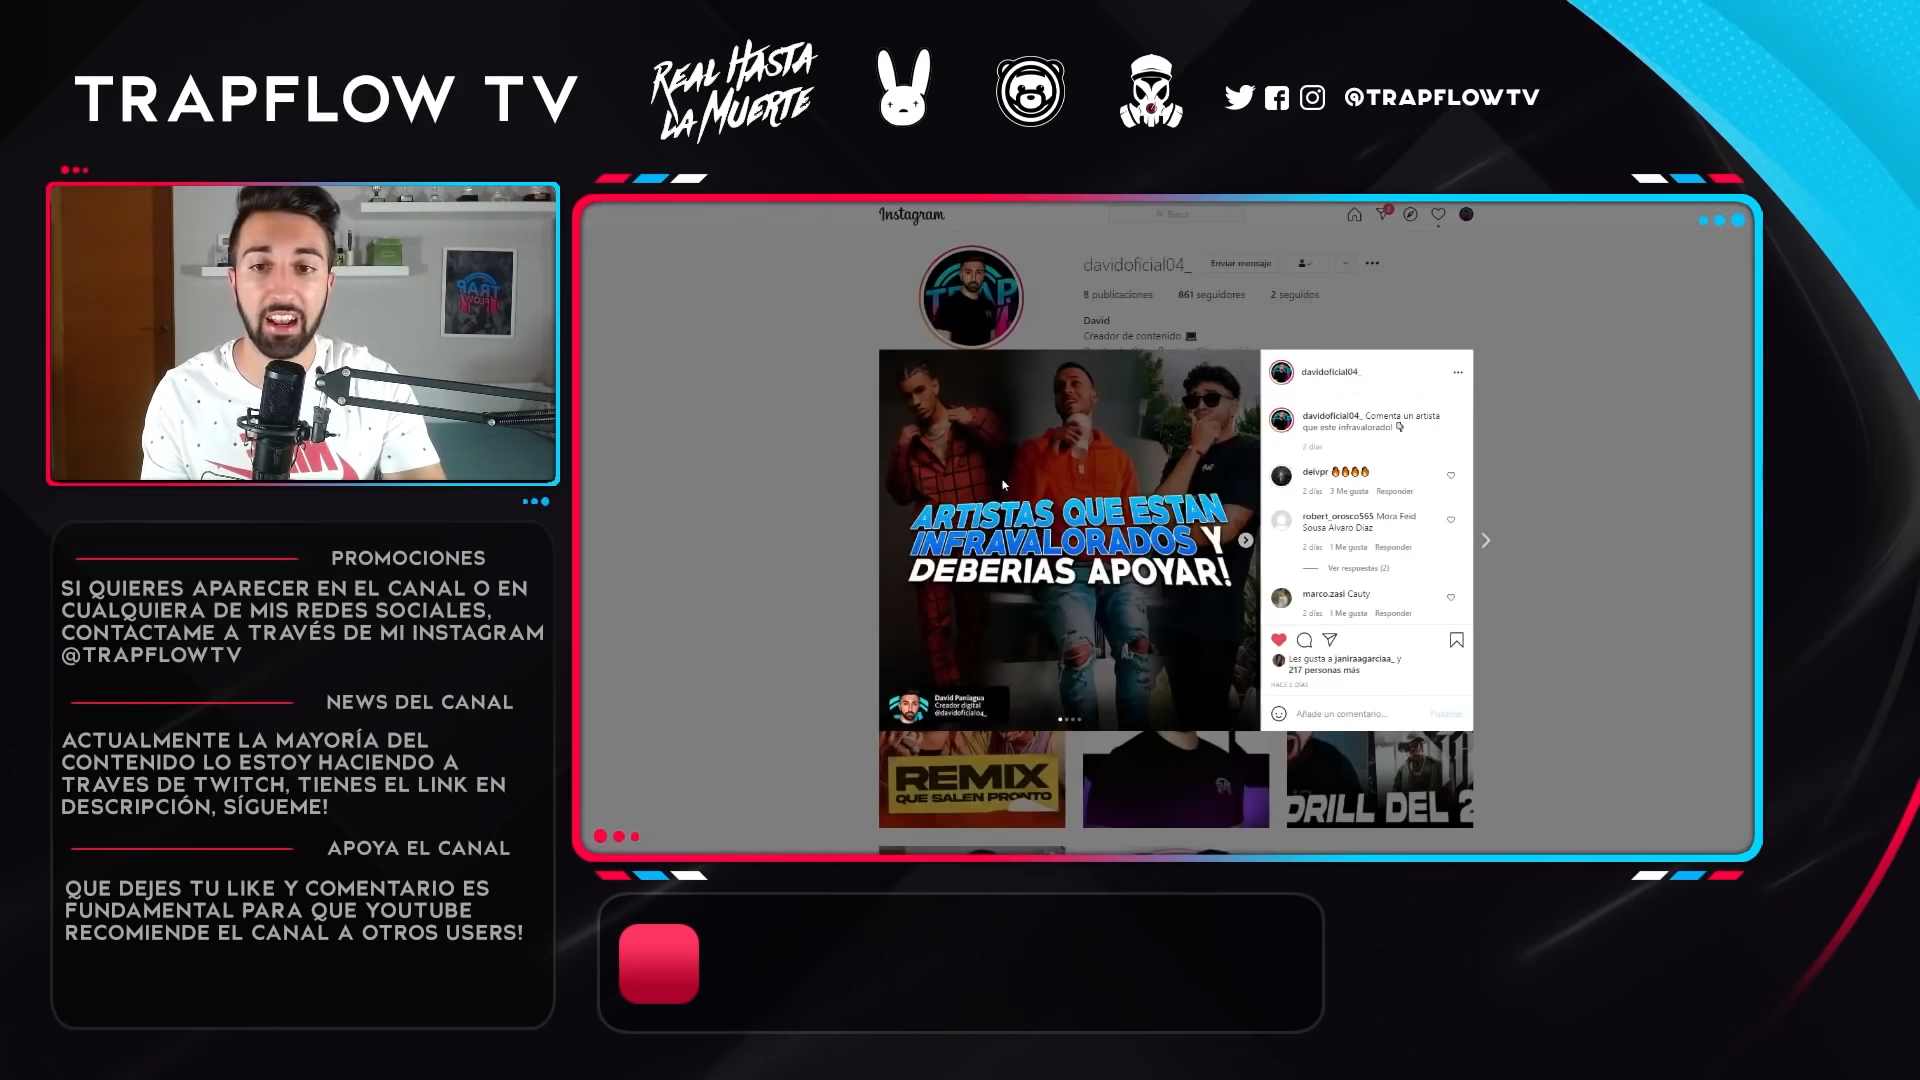 TRAPFLOW TV
REAL HASTA
LA MUERTE
@TRAPFLOWTV
PROMOCIONES
SI QUIERES APARECER EN EL CANAL O EN
CUALQUIERA DE MIS REDES SOCIALES,
CONTACTAME A TRAVÉS DE MI INSTAGRAM
@TRAPFLOWTV
NEWS DEL CANAL
ACTUALMENTE LA MAYORÍA DEL
CONTENIDO LO ESTOY HACIENDO A
TRAVES DE TWITCH, TIENES EL LINK EN
DESCRIPCIÓN, SÍGUEME!
APOYA EL CANAL
QUE DEJES TU LIKE Y COMENTARIO ES
FUNDAMENTAL PARA QUE YOUTUBE
RECOMIENDE EL CANAL A OTROS USERS!
Instagram
Busca
davidoficial04_
Enviar mensaje
8 publicaciones 861 seguidores 2 seguidos
David
Creador de contenido
ARTISTAS QUE ESTAN
INFRAVALORADOS Y
DEBERIAS APOYAR!
David Paniagua
Creador digital
@davidoficial04_
davidoficial04_
davidoficial04_ Comenta un artista
que este infravalorado!
2 días
deivpr
2 días 3 Me gusta Responder
robert_orosco565 Mora Feid
Sousa Alvaro Diaz
2 días 1 Me gusta Responder
Ver respuestas (2)
marco.zasi Cauty
2 días 1 Me gusta Responder
Les gusta a janiraagarciaa_ y
217 personas más
HACE 2 DÍAS
Añade un comentario...
Publicar
REMIX
QUE SALEN PRONTO
DRILL DEL 2